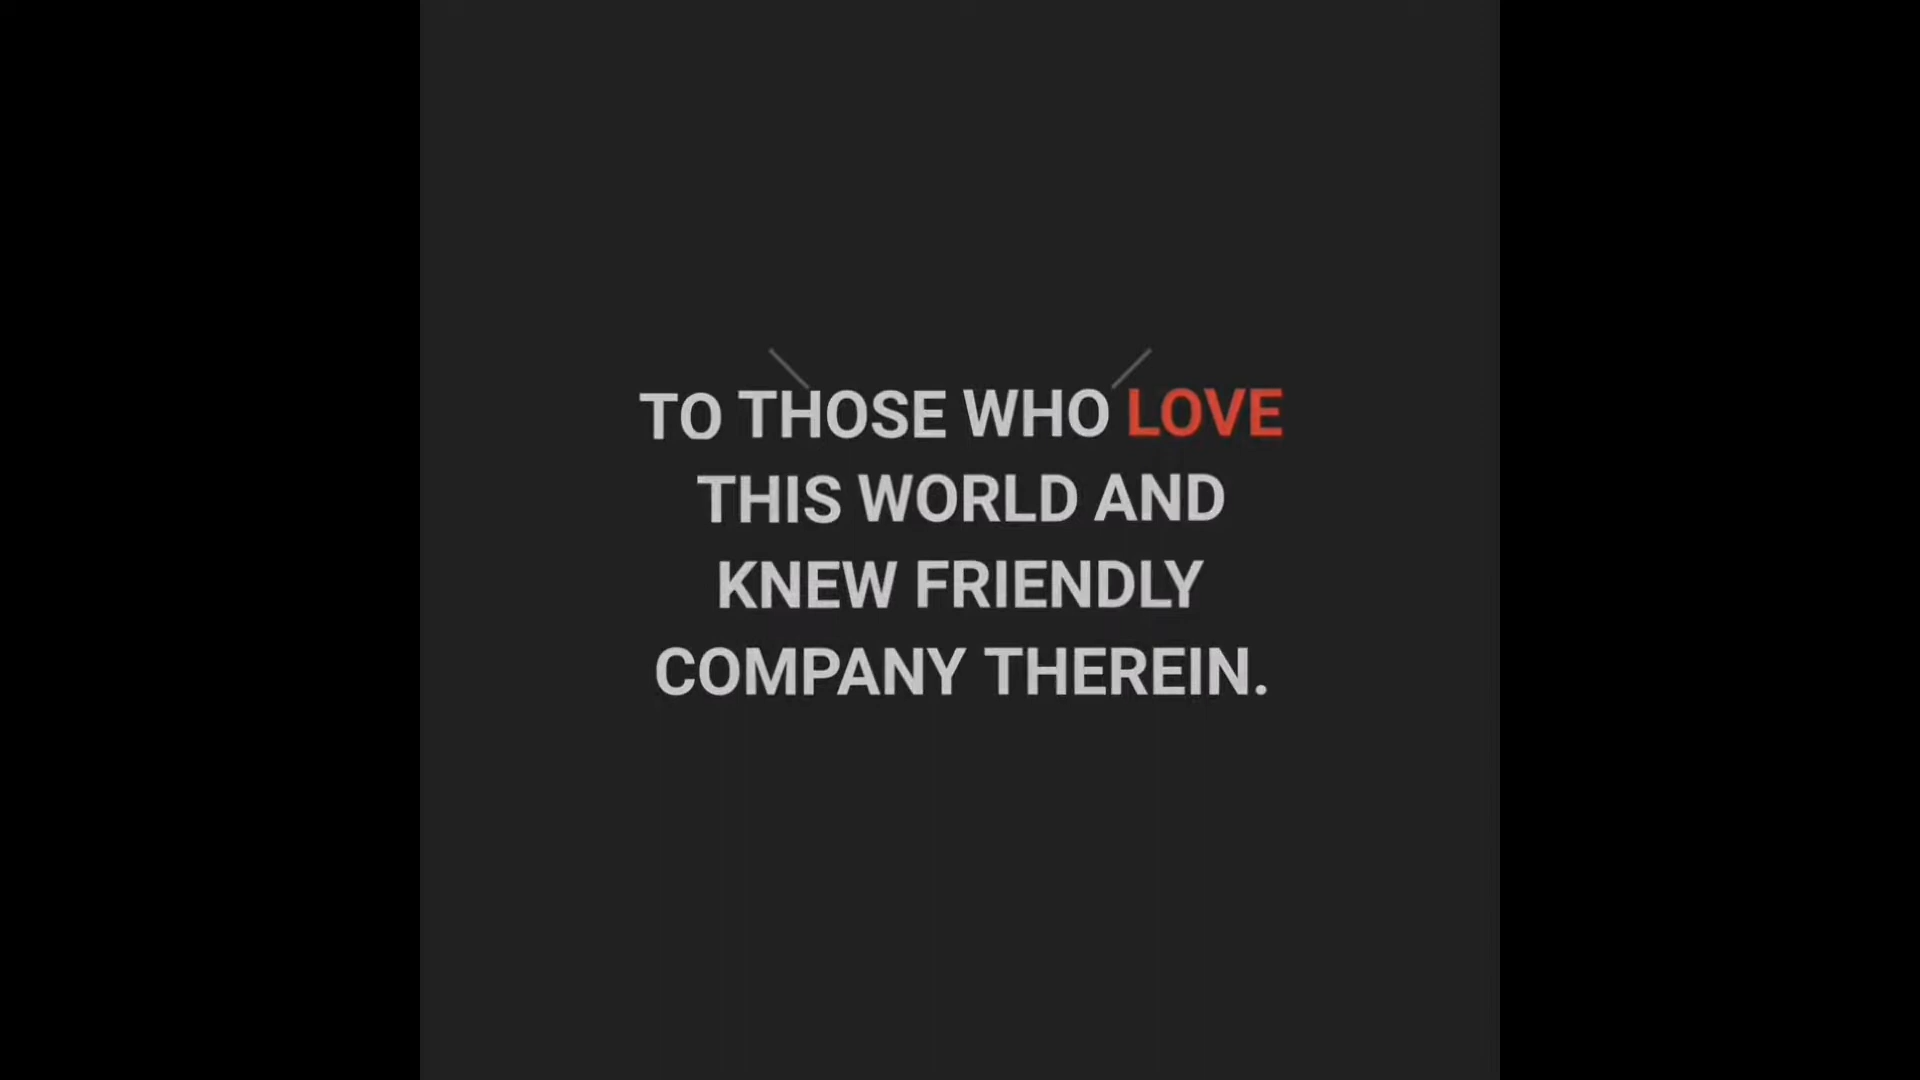 TO THOSE WHO LOVE
THIS WORLD AND
KNEW FRIENDLY
COMPANY THEREIN.